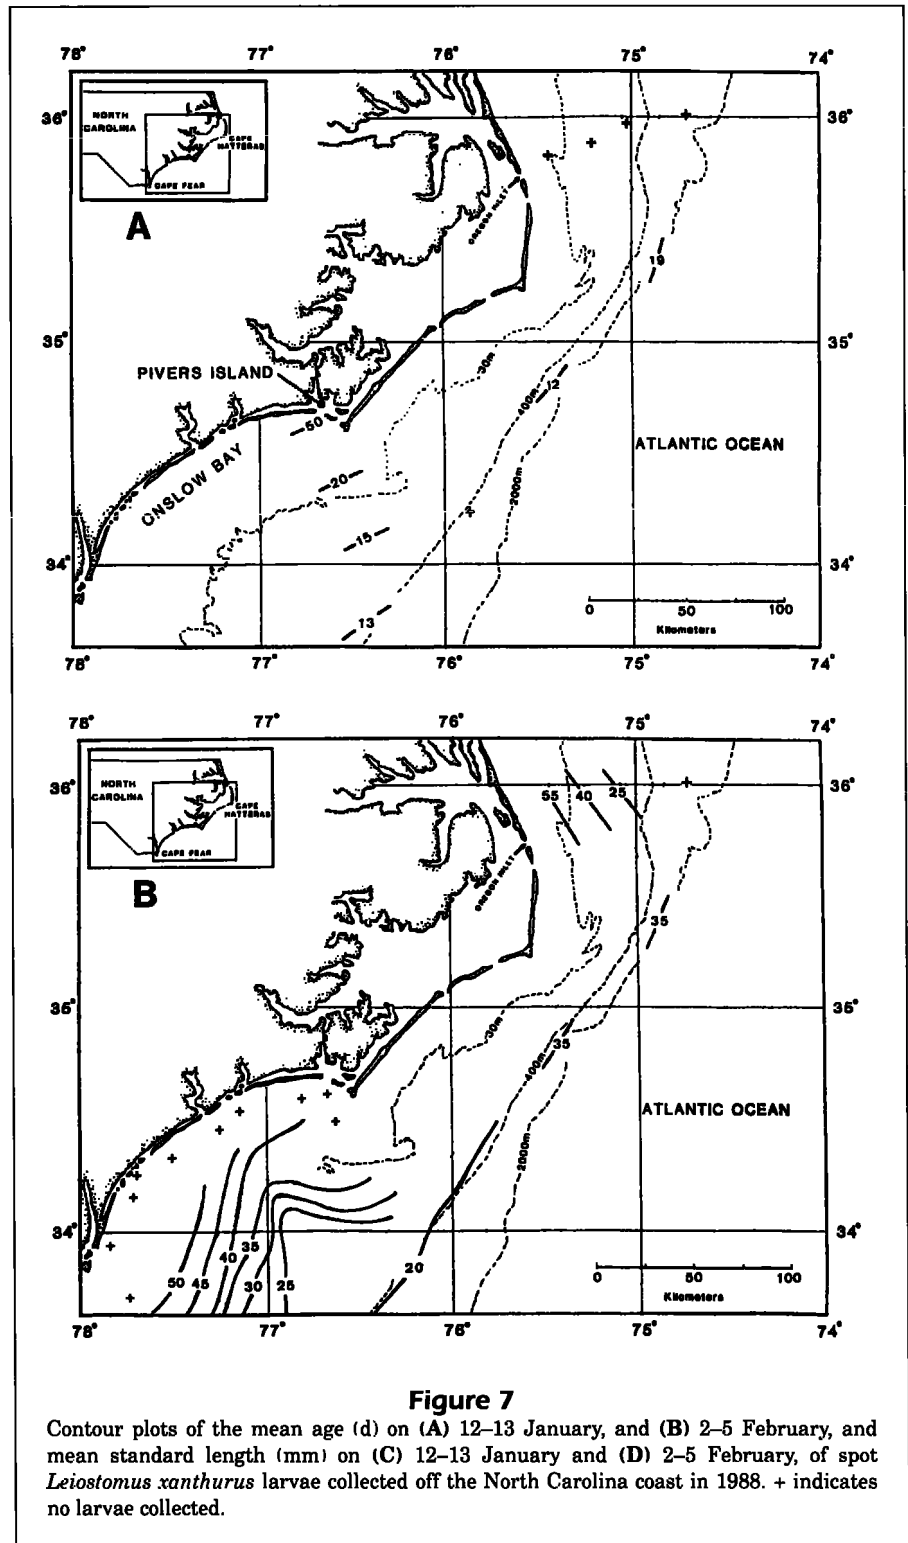 78° 77° 76° 75° 74°
36° 36°
NORTH
CAROLINA
CAPE
HATTERAS
CAPE FEAR
A
OREGON INLET
19
35° 35°
30m
PIVERS ISLAND
400m
12
50
ATLANTIC OCEAN
ONSLOW BAY
20
2000m
15
34° 34°
0 50 100
Kilometers
13
78° 77° 76° 75° 74°
78° 77° 76° 75° 74°
36° 36°
55 40 25
NORTH
CAROLINA
CAPE
HATTERAS
CAPE FEAR
B
OREGON INLET
35
35° 35°
30m
35
400m
ATLANTIC OCEAN
2000m
34° 34°
35
40
50 45 30 25
20
0 50 100
Kilometers
78° 77° 76° 75° 74°
Figure 7
Contour plots of the mean age (d) on (A) 12–13 January, and (B) 2–5 February, and
mean standard length (mm) on (C) 12–13 January and (D) 2–5 February, of spot
Leiostomus xanthurus larvae collected off the North Carolina coast in 1988. + indicates
no larvae collected.